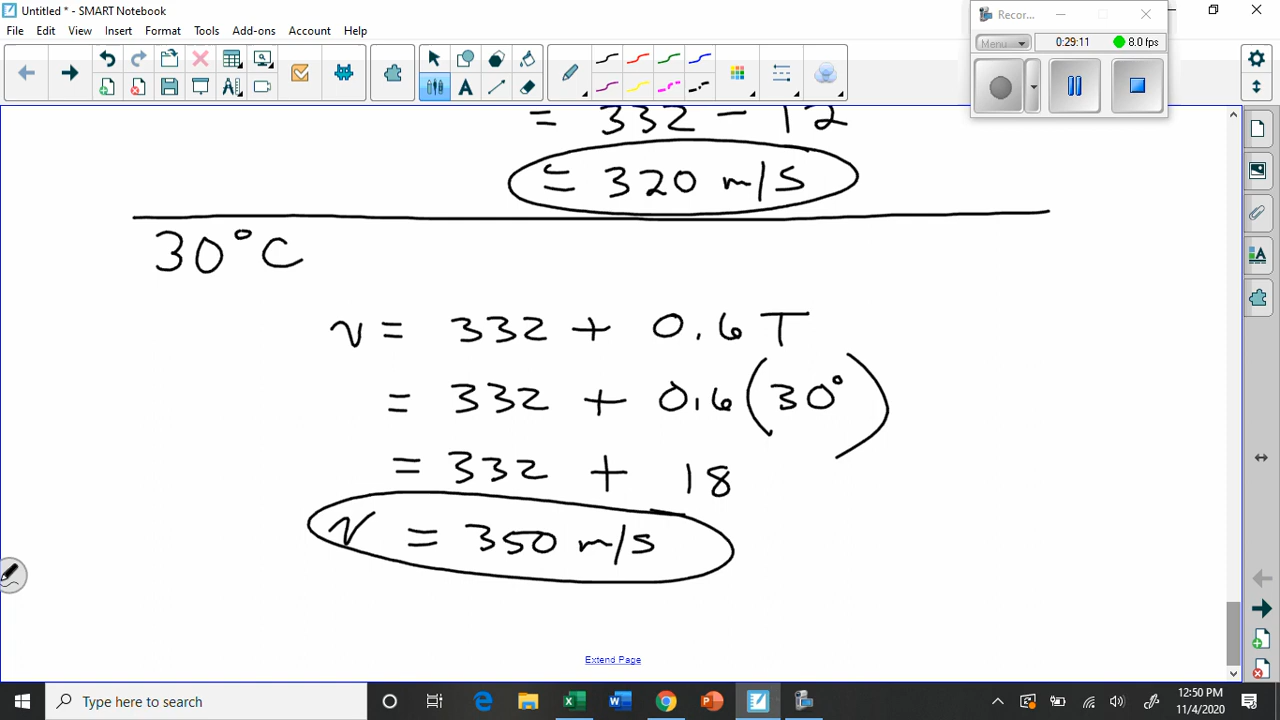 Untitled * - SMART Notebook
Recor...
File Edit View Insert Format Tools Add-ons Account Help
Menu
0:29:11
8.0 fps
= 332 - 12
= 320 m/s
30°C
v = 332 + 0.6 T
= 332 + 0.6 (30°)
= 332 + 18
v = 350 m/s
Extend Page
Type here to search
12:50 PM
11/4/2020